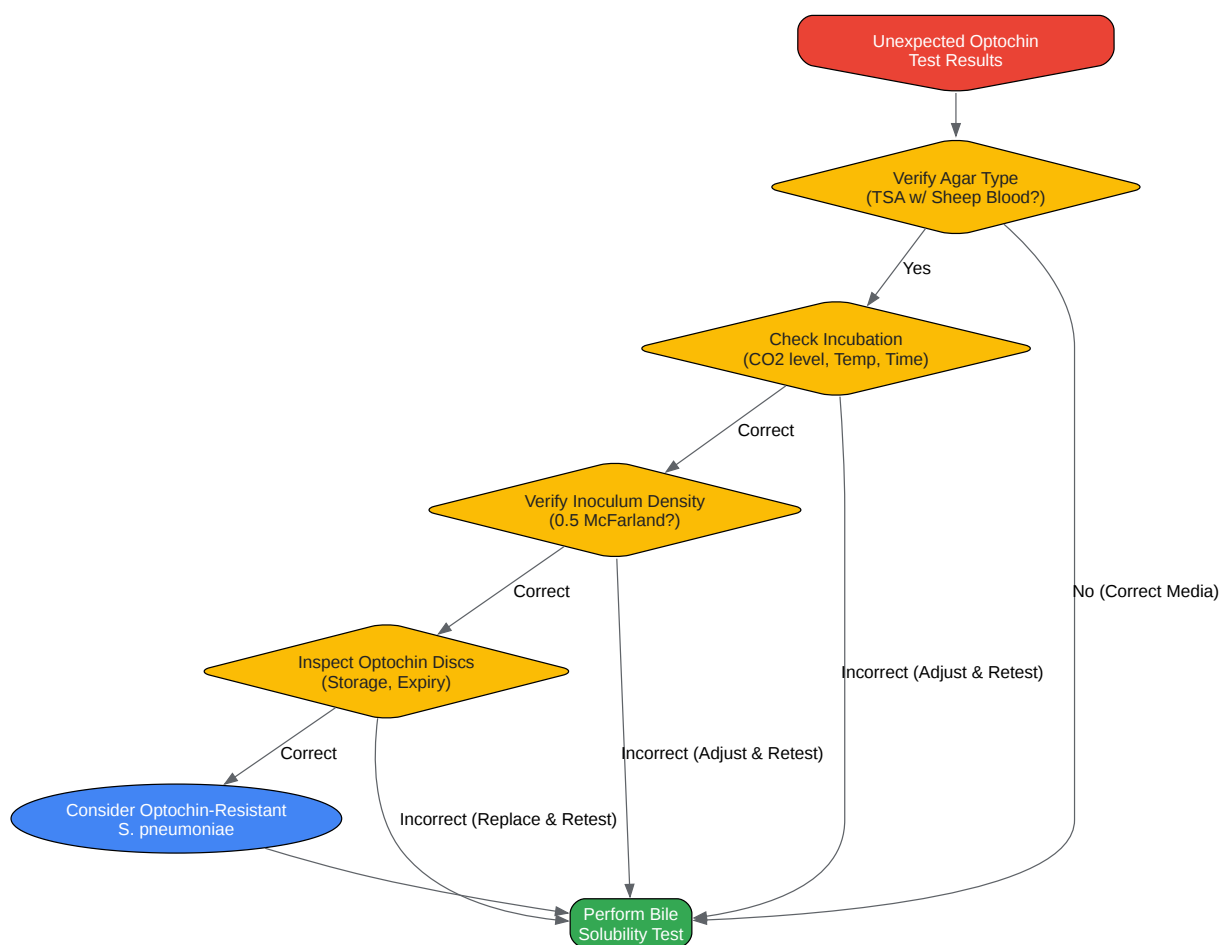 Unexpected Optochin
Test Results
Verify Agar Type
(TSA w/ Sheep Blood?)
Yes
Check Incubation
(CO2 level, Temp, Time)
Correct
Verify Inoculum Density
(0.5 McFarland?)
Correct
No (Correct Media)
Inspect Optochin Discs
(Storage, Expiry)
Incorrect (Adjust & Retest)
Correct
Incorrect (Adjust & Retest)
Consider Optochin-Resistant
S. pneumoniae
Incorrect (Replace & Retest)
Perform Bile
Solubility Test